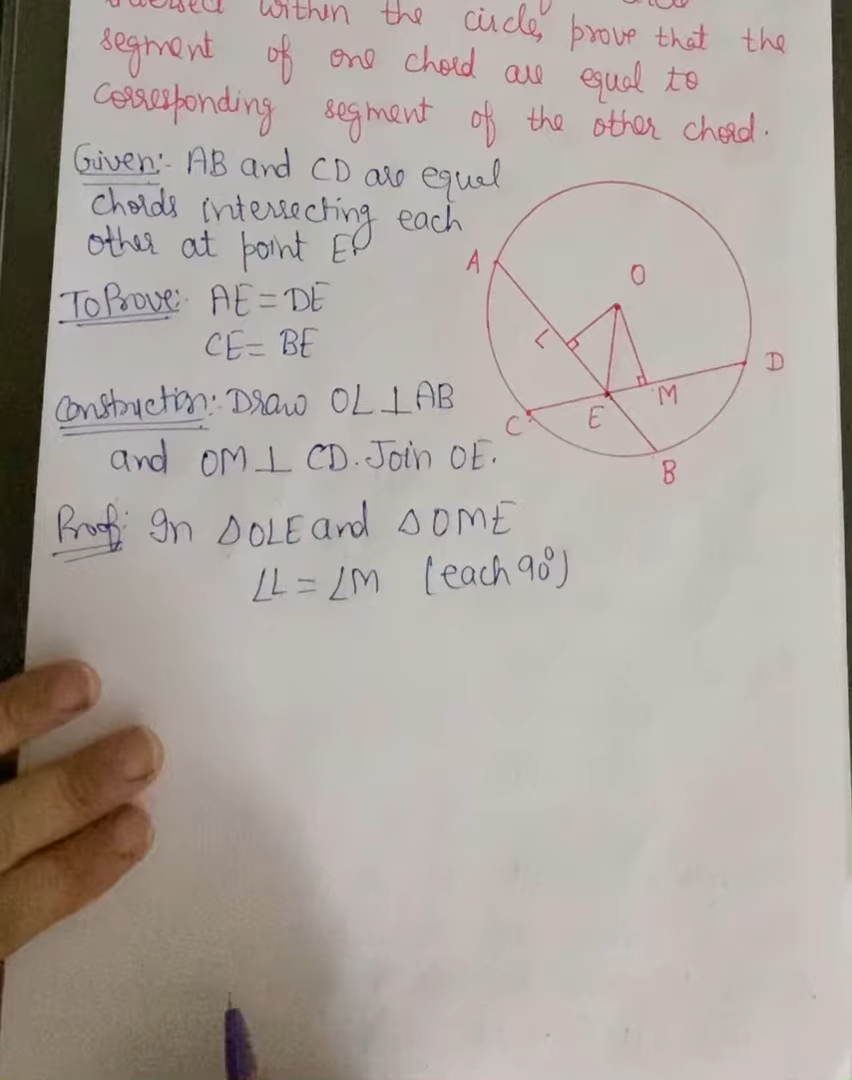 within the circle, prove that the
segment of one chord are equal to
corresponding segment of the other chord.
Given:- AB and CD are equal
chords intersecting each
other at point E.
To Prove: AE = DE
CE = BE
Construction: Draw OL ⊥ AB
and OM ⊥ CD. Join OE.
Proof: In △OLE and △OME
∠L = ∠M (each 90°)
A
O
L
D
M
C
E
B